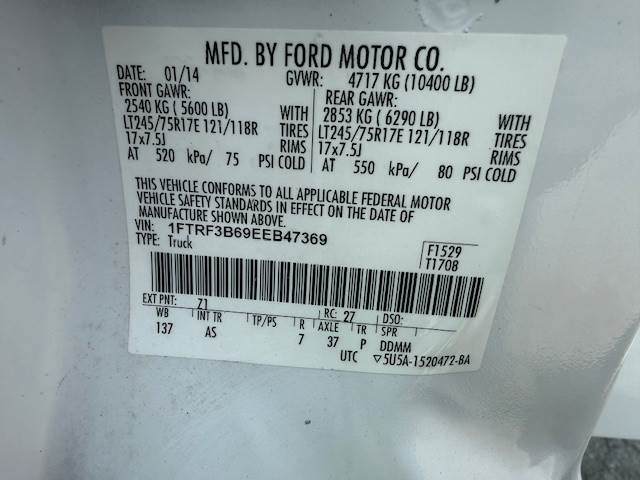 MFD. BY FORD MOTOR CO.
DATE: 01/14 GVWR: 4717 KG (10400 LB)
FRONT GAWR: REAR GAWR:
2540 KG ( 5600 LB) WITH 2853 KG ( 6290 LB) WITH
LT245/75R17E 121/118R TIRES LT245/75R17E 121/118R TIRES
17x7.5J RIMS 17x7.5J RIMS
AT 520 kPa/ 75 PSI COLD AT 550 kPa/ 80 PSI COLD
THIS VEHICLE CONFORMS TO ALL APPLICABLE FEDERAL MOTOR
VEHICLE SAFETY STANDARDS IN EFFECT ON THE DATE OF
MANUFACTURE SHOWN ABOVE.
VIN: 1FTRF3B69EEB47369
TYPE: Truck
F1529
T1708
EXT PNT: Z1 RC: 27 DSO:
WB INT TR TP/PS R AXLE TR SPR
137 AS 7 37 P DDMM
UTC ▽5U5A-1520472-BA